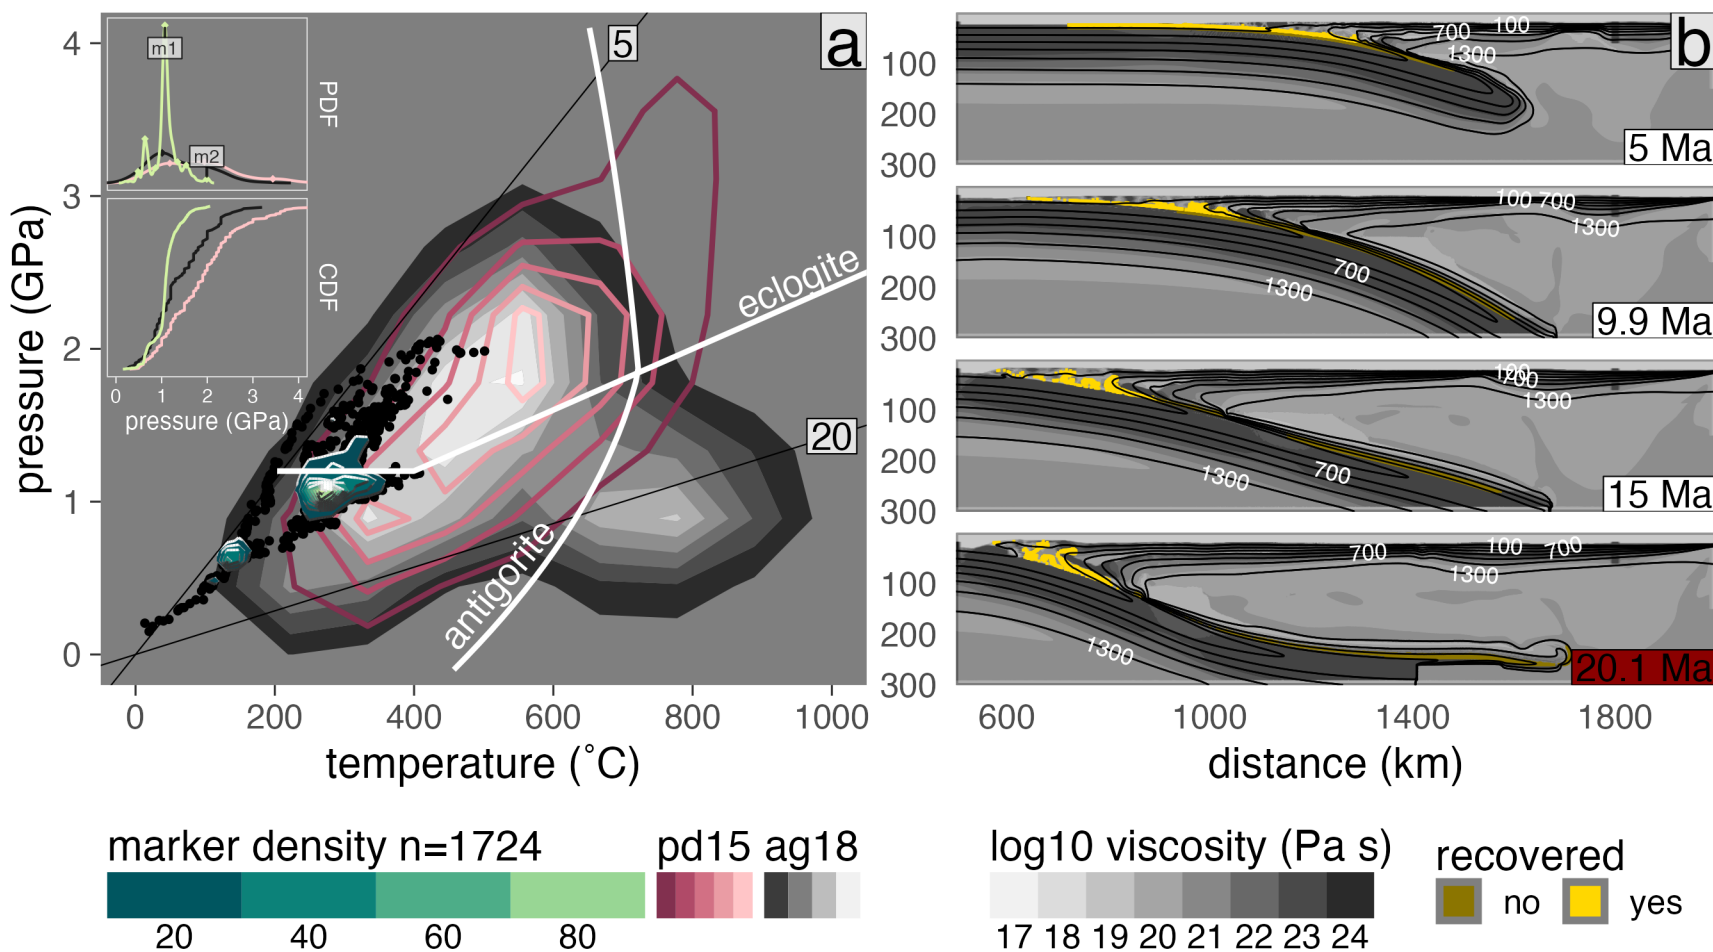 a
5
20
4
3
2
1
0
pressure (GPa)
0 200 400 600 800 1000
temperature (˚C)
eclogite
antigorite
m1
m2
PDF
CDF
0 1 2 3 4
pressure (GPa)
b
100
200
300
700 100
1300
5 Ma
100
200
300
100 700
1300
700
1300
9.9 Ma
100
200
300
100
700
1300
700
1300
15 Ma
100
200
300
700 100 700
1300
1300
20.1 Ma
600 1000 1400 1800
distance (km)
marker density n=1724
20 40 60 80
pd15 ag18
log10 viscosity (Pa s)
17 18 19 20 21 22 23 24
recovered
no yes